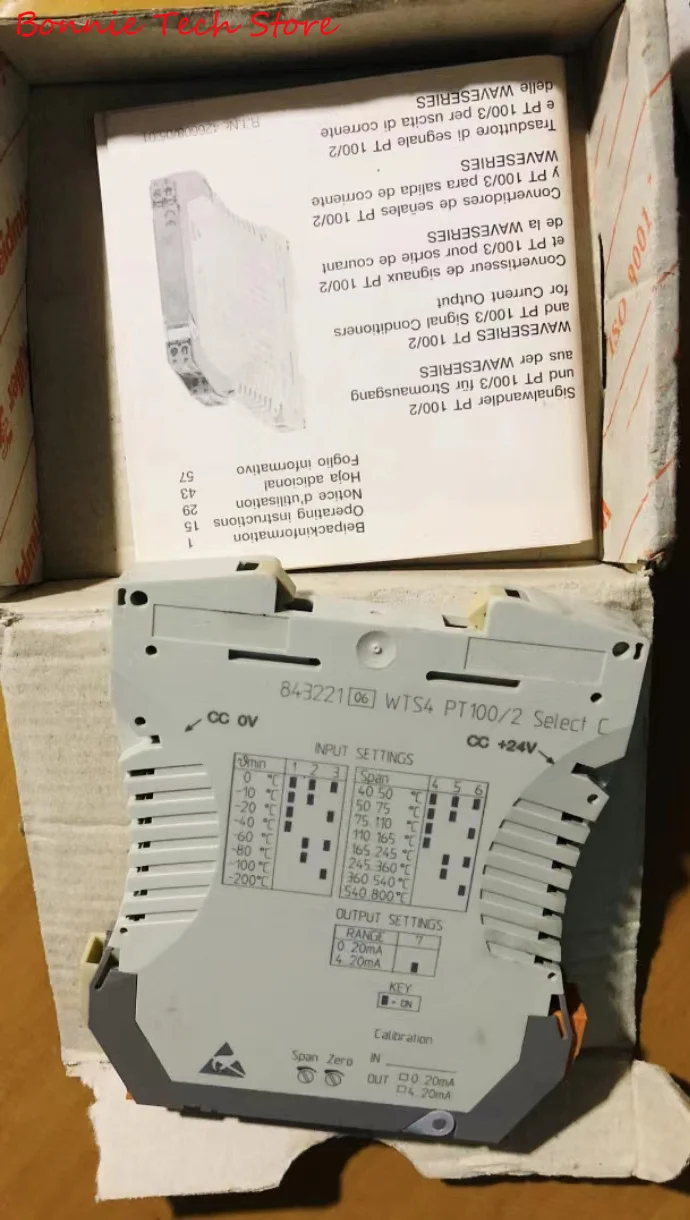 Bonnie Tech Store
Beipackinformation 1
Operating instructions 15
Notice d'utilisation 29
Hoja adicional 43
Foglio informativo 57
Signalwandler PT 100/2
und PT 100/3 für Stromausgang
aus der WAVESERIES
WAVESERIES PT 100/2
and PT 100/3 Signal Conditioners
for Current Output
Convertisseur de signaux PT 100/2
et PT 100/3 pour sortie de courant
de la WAVESERIES
Convertidores de señales PT 100/2
y PT 100/3 para salida de corriente
WAVESERIES
Trasduttore di segnale PT 100/2
e PT 100/3 per uscita di corrente
delle WAVESERIES
ISO 9001
843221 06 WTS4 PT100/2 Select C
CC 0V
CC +24V
INPUT SETTINGS
ϑmin 1 2 3
0 °C
-10 °C
-20 °C
-40 °C
-60 °C
-80 °C
-100°C
-200°C
Span 4 5 6
40..50 °C
50..75 °C
75..110 °C
110..165 °C
165..245 °C
245..360°C
360..540°C
540..800°C
OUTPUT SETTINGS
RANGE 7
0..20mA
4..20mA
KEY
- ON
Calibration
Span Zero
IN
OUT 0..20mA
4..20mA